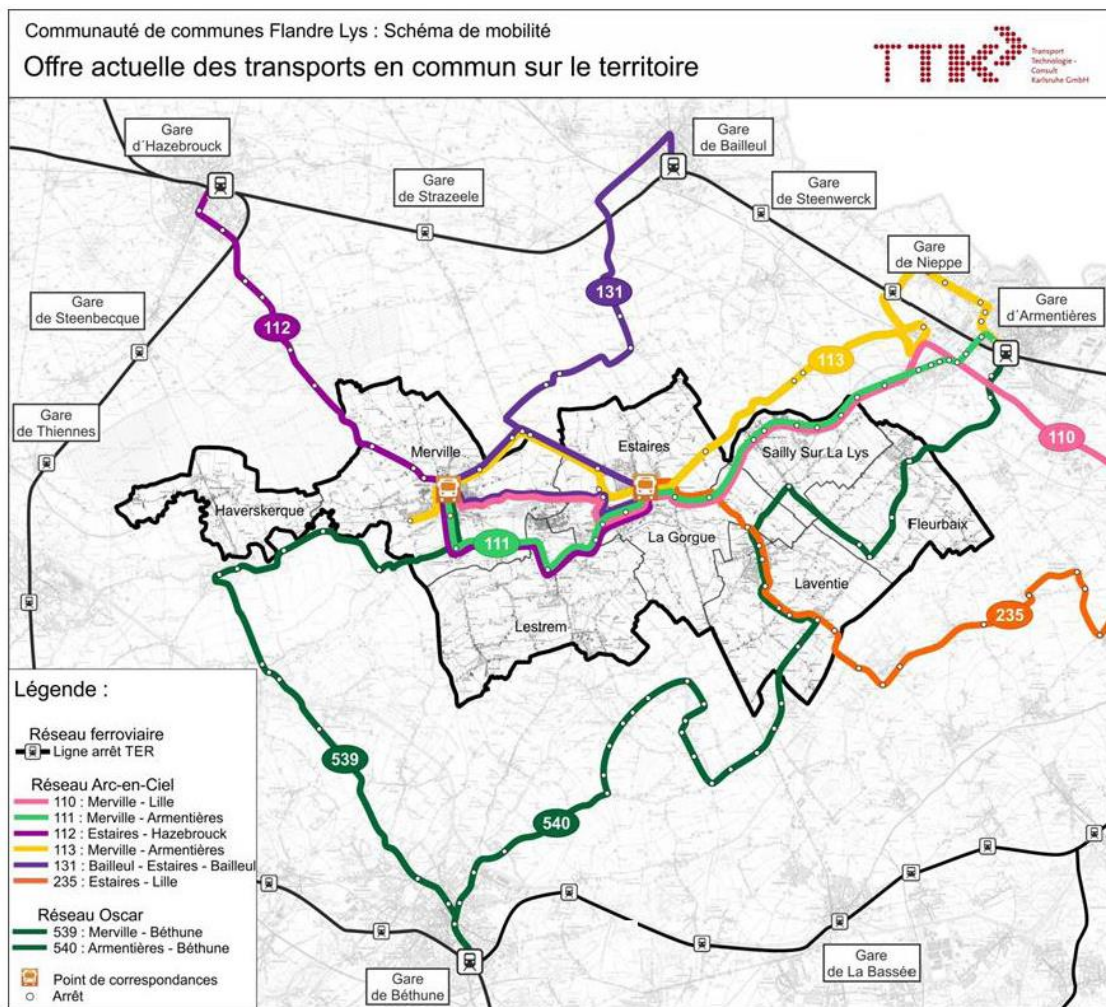 Communauté de communes Flandre Lys : Schéma de mobilité
Offre actuelle des transports en commun sur le territoire
TTK
Transport
Technologie -
Consult
Karlsruhe GmbH
Gare
d´Hazebrouck
Gare
de Bailleul
Gare
de Strazeele
Gare
de Steenwerck
Gare
de Nieppe
Gare
d´Armentières
Gare
de Steenbecque
131
112
113
Gare
de Thiennes
Merville
Estaires
Sailly Sur La Lys
110
Haverskerque
Fleurbaix
La Gorgue
111
Laventie
Lestrem
235
539
540
Gare
de La Bassée
Gare
de Béthune
Légende :
Réseau ferroviaire
Ligne arrêt TER
Réseau Arc-en-Ciel
110 : Merville - Lille
111 : Merville - Armentières
112 : Estaires - Hazebrouck
113 : Merville - Armentières
131 : Bailleul - Estaires - Bailleul
235 : Estaires - Lille
Réseau Oscar
539 : Merville - Béthune
540 : Armentières - Béthune
Point de correspondances
Arrêt